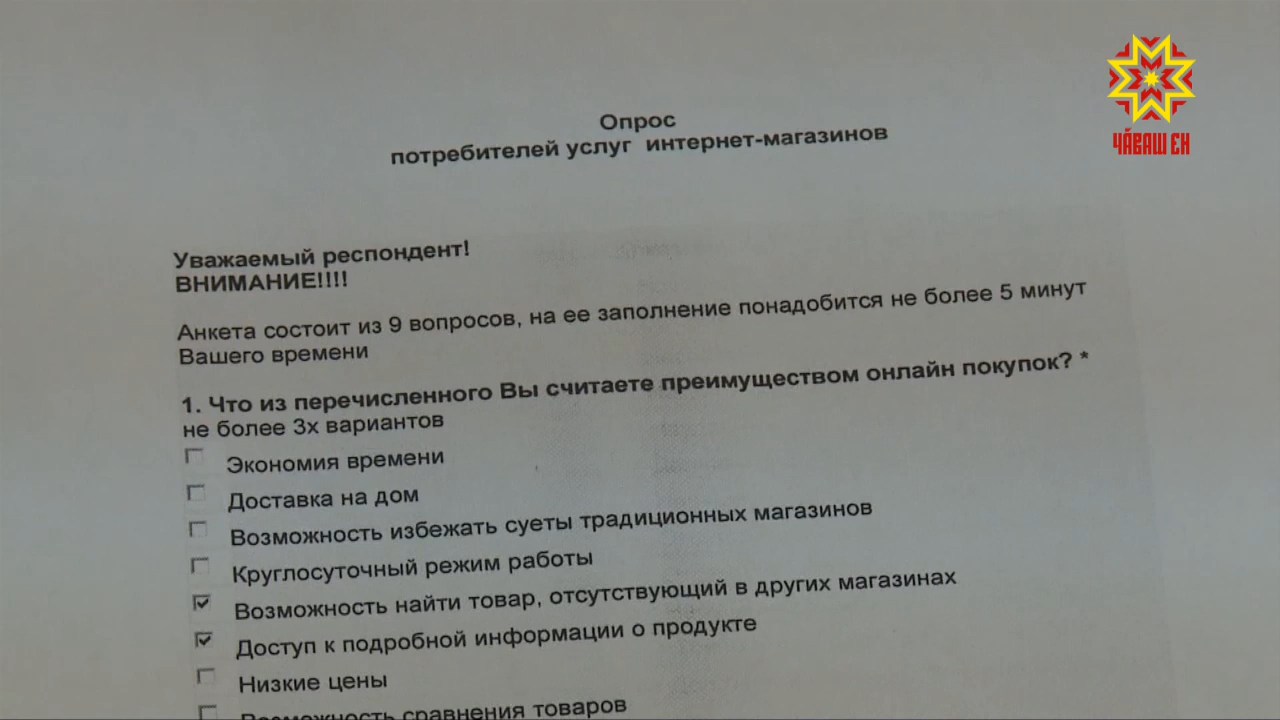 ЧӐВАШ ЕН
Опрос
потребителей услуг интернет-магазинов
Уважаемый респондент!
ВНИМАНИЕ!!!!
Анкета состоит из 9 вопросов, на ее заполнение понадобится не более 5 минут
Вашего времени
1. Что из перечисленного Вы считаете преимуществом онлайн покупок? *
не более 3х вариантов
Экономия времени
Доставка на дом
Возможность избежать суеты традиционных магазинов
Круглосуточный режим работы
Возможность найти товар, отсутствующий в других магазинах
Доступ к подробной информации о продукте
Низкие цены
Возможность сравнения товаров